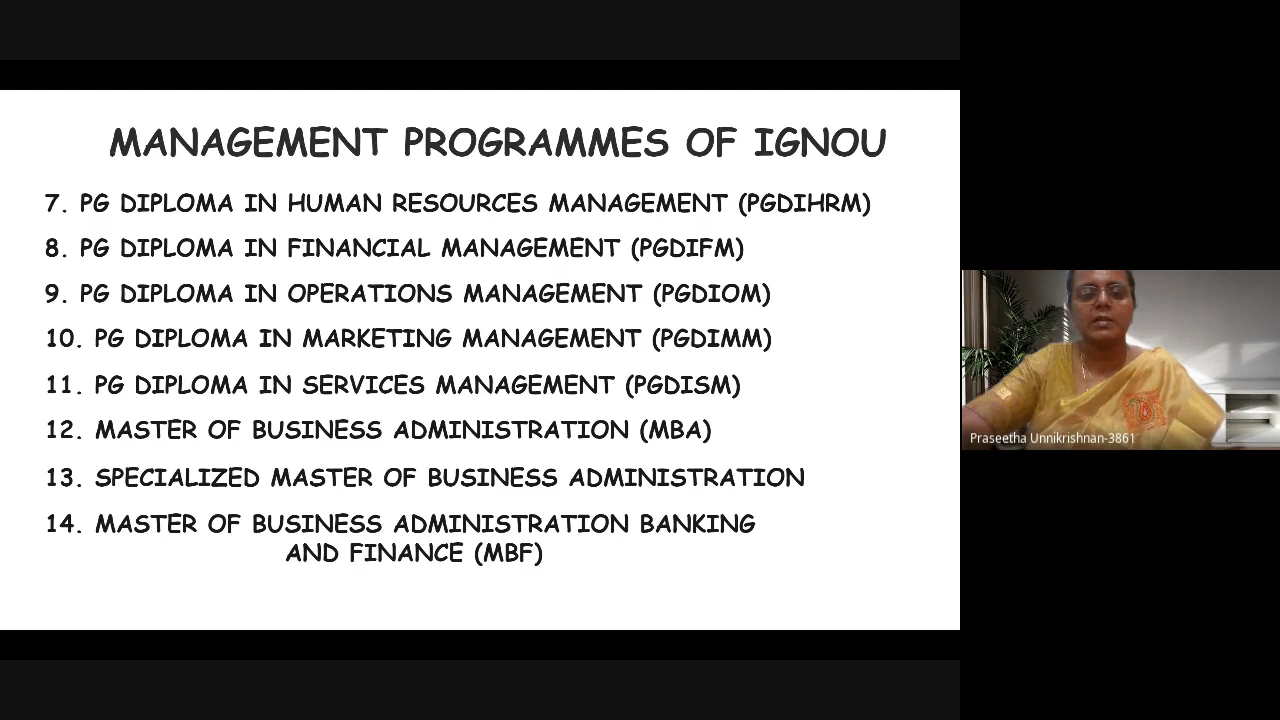 MANAGEMENT PROGRAMMES OF IGNOU
7. PG DIPLOMA IN HUMAN RESOURCES MANAGEMENT (PGDIHRM)
8. PG DIPLOMA IN FINANCIAL MANAGEMENT (PGDIFM)
9. PG DIPLOMA IN OPERATIONS MANAGEMENT (PGDIOM)
10. PG DIPLOMA IN MARKETING MANAGEMENT (PGDIMM)
11. PG DIPLOMA IN SERVICES MANAGEMENT (PGDISM)
12. MASTER OF BUSINESS ADMINISTRATION (MBA)
13. SPECIALIZED MASTER OF BUSINESS ADMINISTRATION
14. MASTER OF BUSINESS ADMINISTRATION BANKING
AND FINANCE (MBF)
Praseetha Unnikrishnan-3861